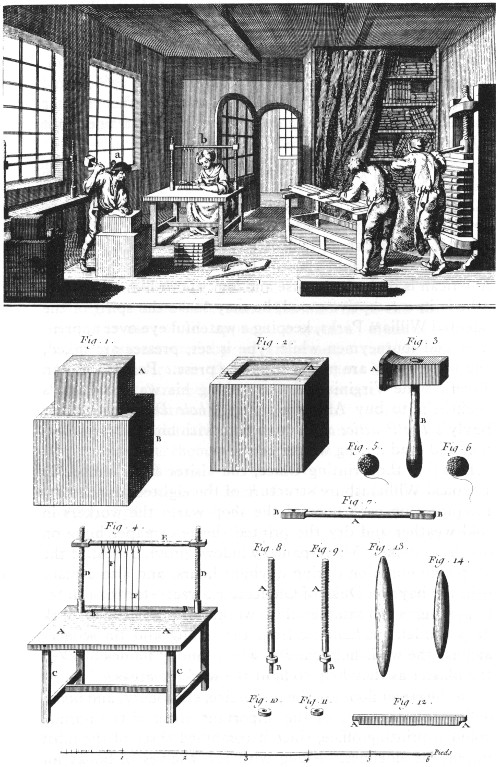 a
b
Fig. 1.
Fig. 2.
Fig. 3
A
A
A
A
B
B
Fig. 5.
Fig. 6
Fig. 7.
B
A
B
Fig. 4.
E
D
D
F
F
B
B
A
A
C
C
Fig. 8.
Fig. 9.
Fig. 13
Fig. 14.
A
A
B
B
Fig. 10.
Fig. 11.
Fig. 12.
A
A
1
2
3
4
5
6
Pieds